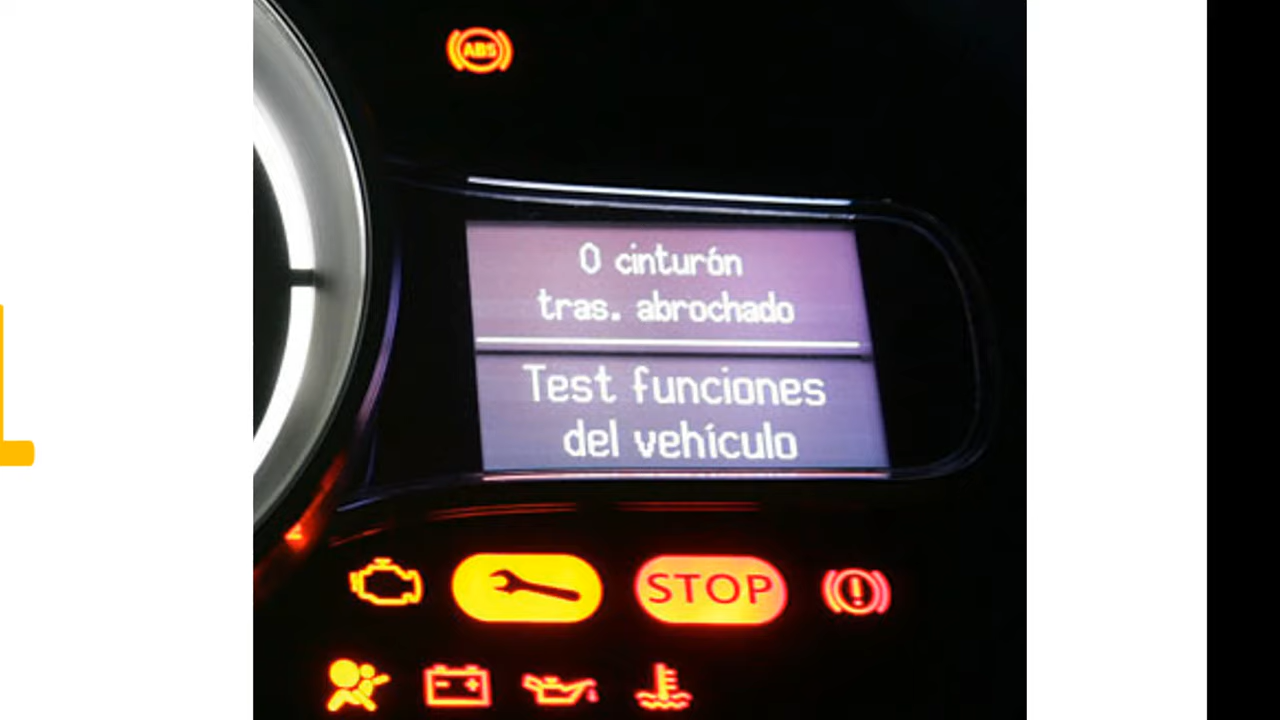 ABS
0 cinturón
tras. abrochado
Test funciones
del vehículo
STOP